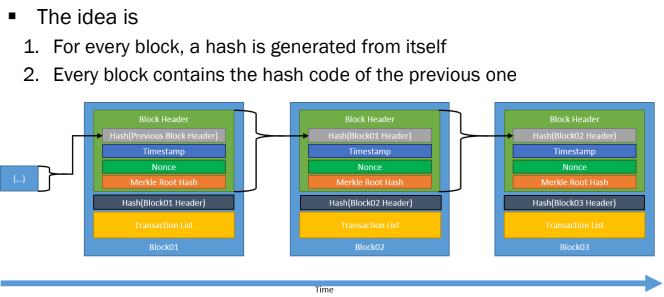 The idea is
1. For every block, a hash is generated from itself
2. Every block contains the hash code of the previous one
{...}
Block Header
Hash(Previous Block Header)
Timestamp
Nonce
Merkle Root Hash
Hash(Block01 Header)
Transaction List
Block01
Block Header
Hash(Block01 Header)
Timestamp
Nonce
Merkle Root Hash
Hash(Block02 Header)
Transaction List
Block02
Block Header
Hash(Block02 Header)
Timestamp
Nonce
Merkle Root Hash
Hash(Block03 Header)
Transaction List
Block03
Time